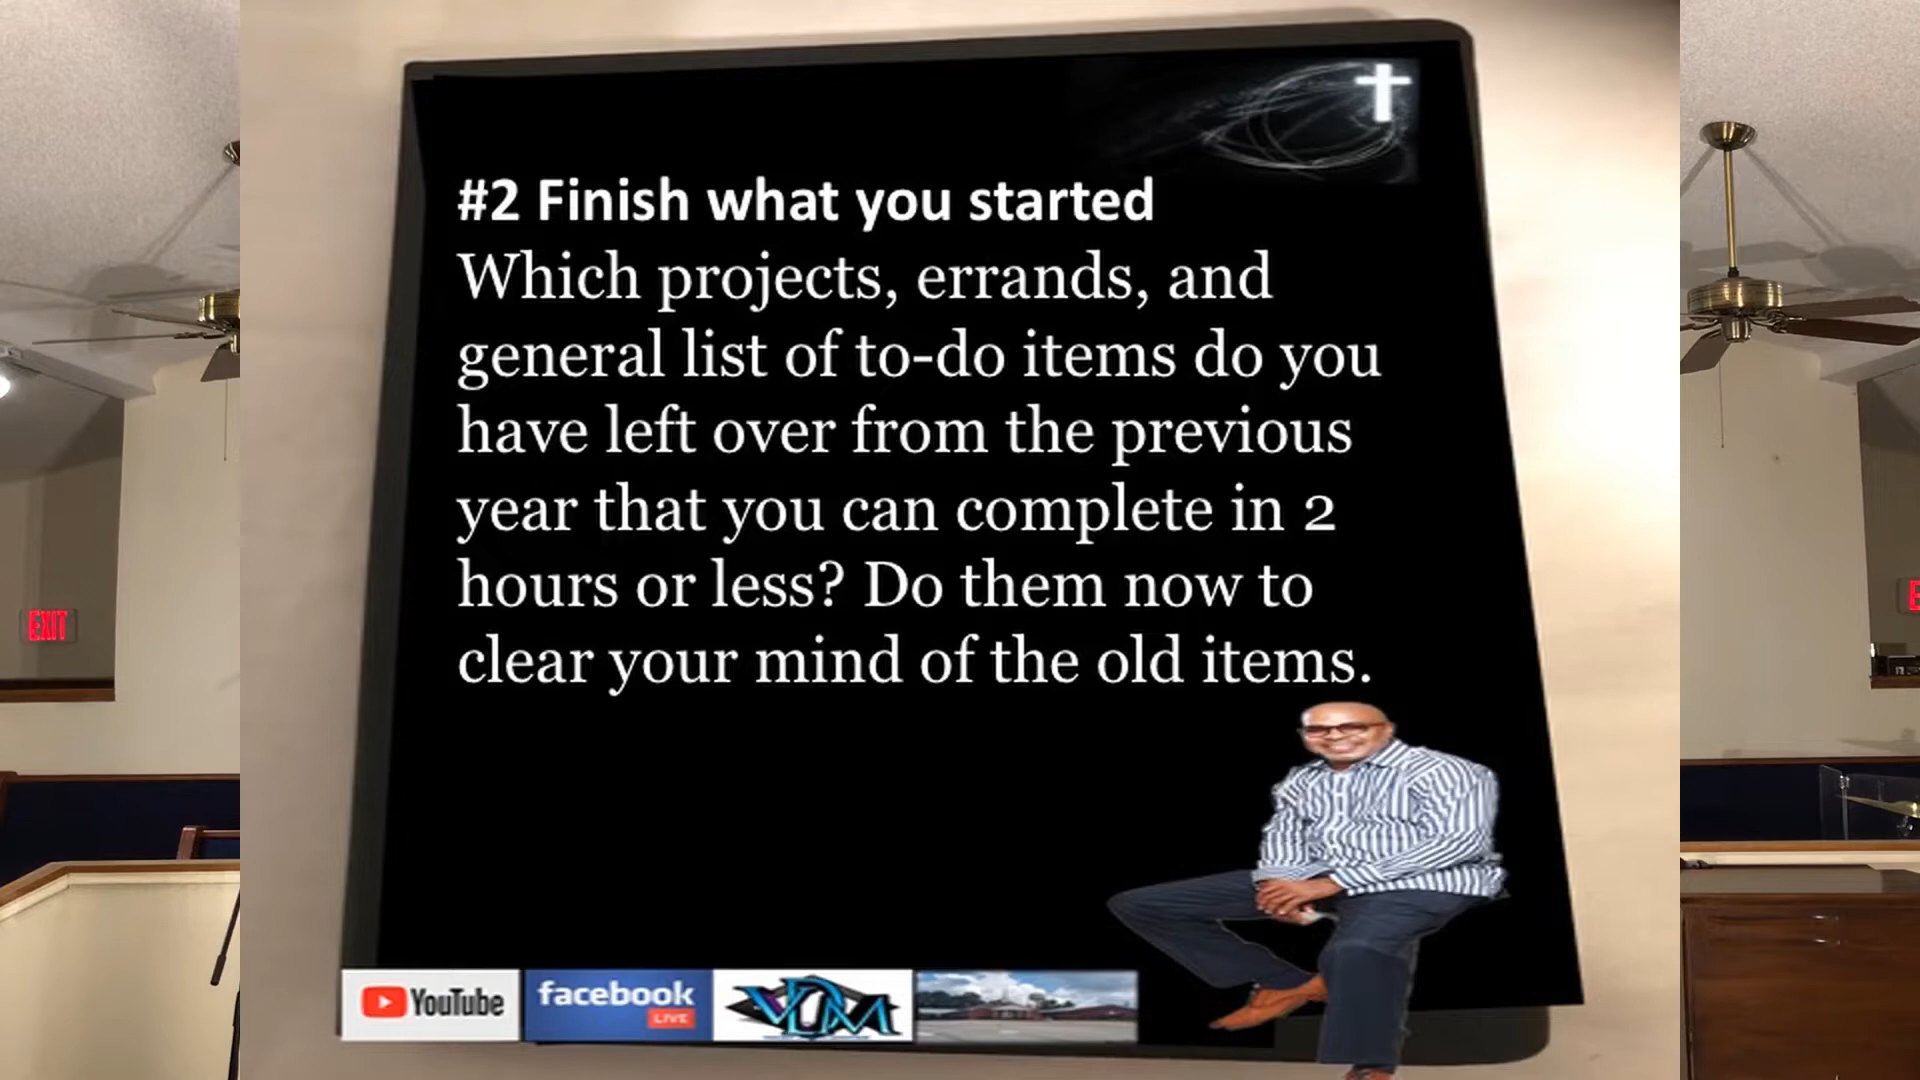 #2 Finish what you started
Which projects, errands, and
general list of to-do items do you
have left over from the previous
year that you can complete in 2
hours or less? Do them now to
clear your mind of the old items.
EXIT
YouTube
facebook
LIVE
VDM